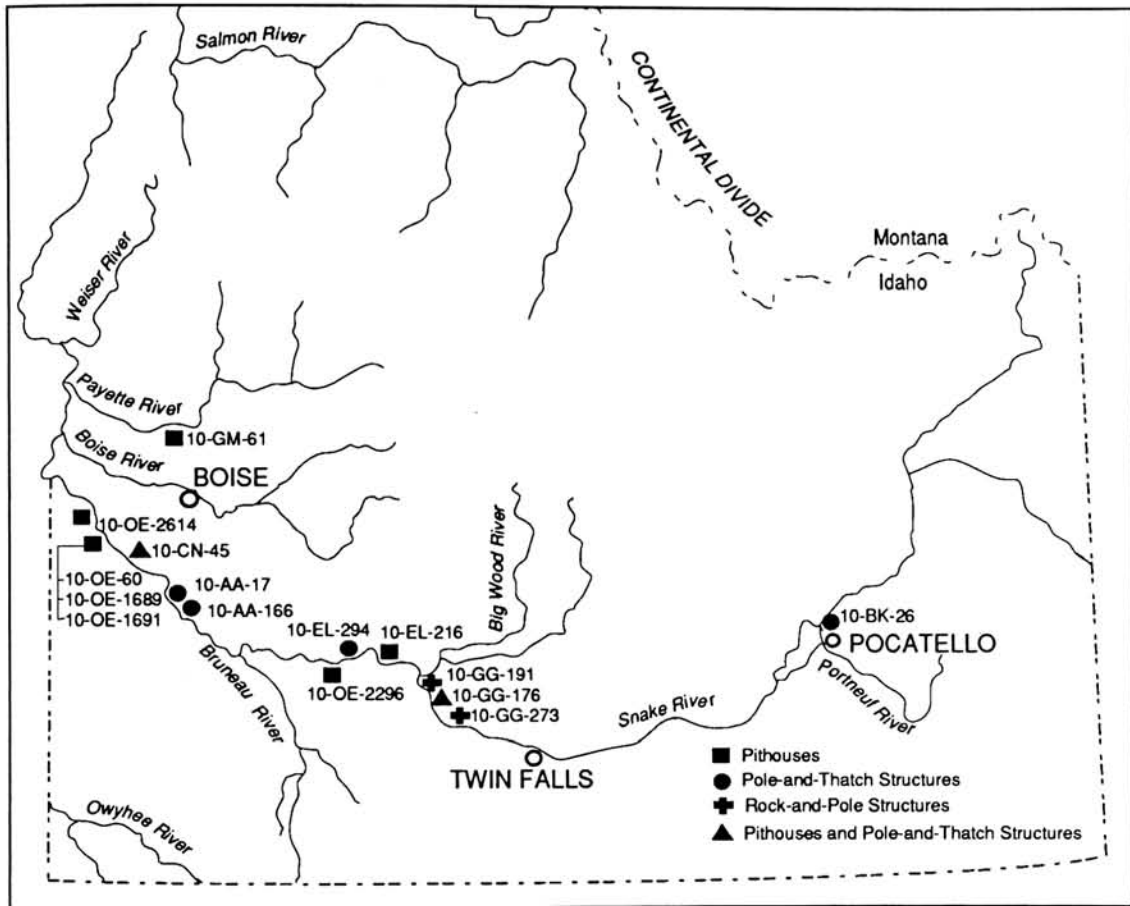 Salmon River
CONTINENTAL DIVIDE
Montana
Idaho
Weiser River
Payette River
10-GM-61
Boise River
BOISE
10-OE-2614
10-CN-45
10-OE-60
10-OE-1689
10-OE-1691
10-AA-17
10-AA-166
Big Wood River
10-EL-294
10-EL-216
10-BK-26
POCATELLO
Bruneau River
10-OE-2296
10-GG-191
10-GG-176
10-GG-273
Snake River
Portneuf River
TWIN FALLS
Owyhee River
Pithouses
Pole-and-Thatch Structures
Rock-and-Pole Structures
Pithouses and Pole-and-Thatch Structures